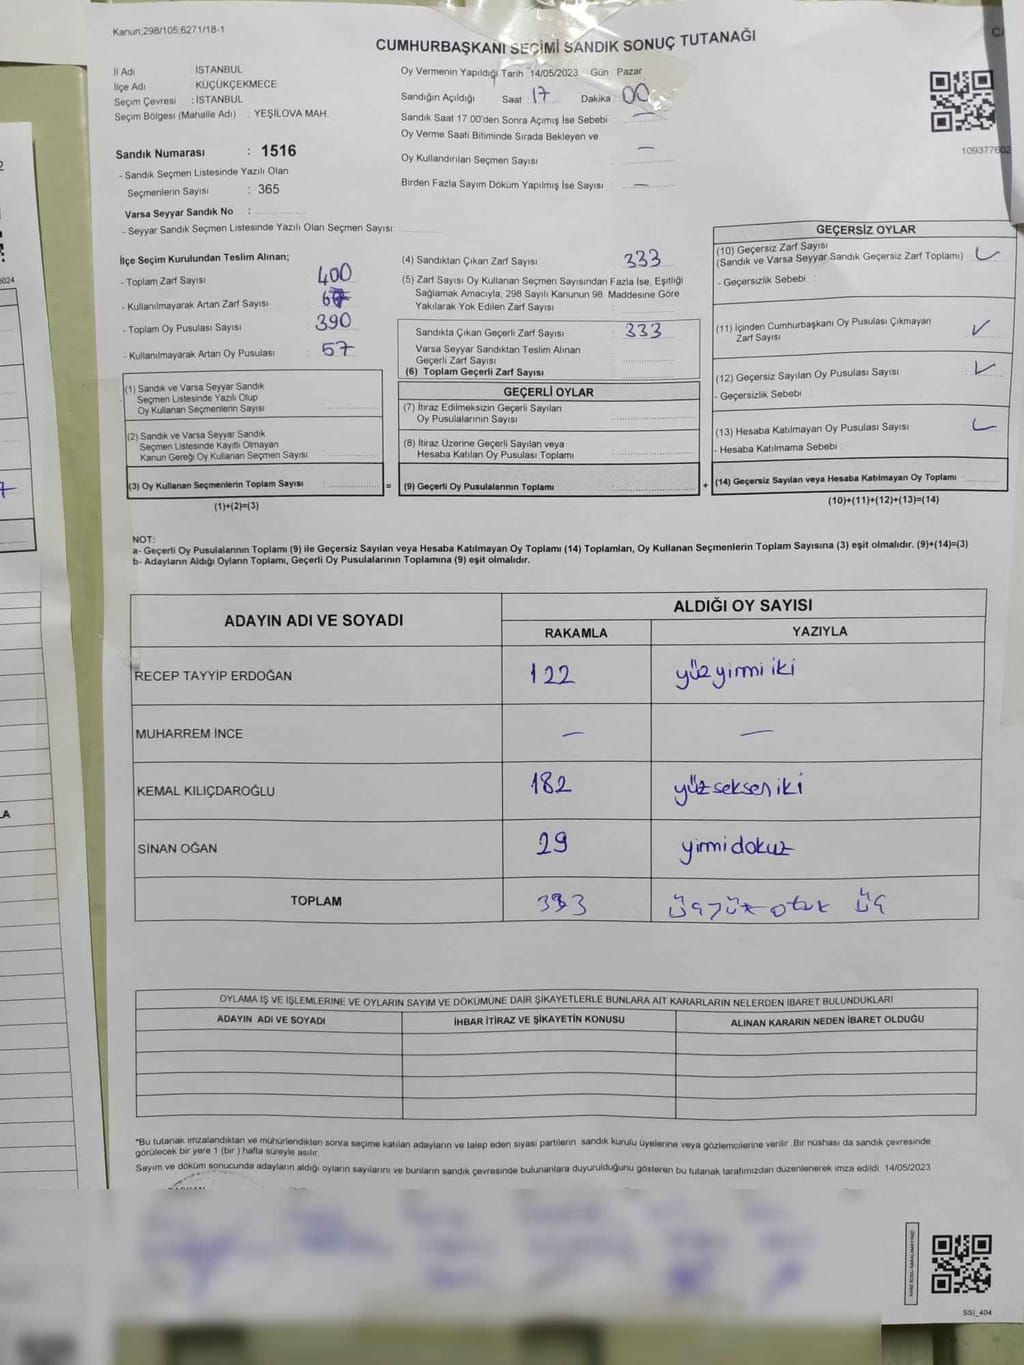 Kanun;298/105,6271/18-1
CUMHURBAŞKANI SEÇİMİ SANDIK SONUÇ TUTANAĞI
İl Adı : İSTANBUL
İlçe Adı : KÜÇÜKÇEKMECE
Seçim Çevresi : İSTANBUL
Seçim Bölgesi (Mahalle Adı) : YEŞİLOVA MAH.
Oy Vermenin Yapıldığı Tarih :14/05/2023 Gün : Pazar
Sandığın Açıldığı Saat : 17 Dakika : 00
Sandık Saat 17:00'den Sonra Açımış İse Sebebi : —
Oy Verme Saati Bitiminde Sırada Bekleyen ve
Oy Kullandırılan Seçmen Sayısı : —
Birden Fazla Sayım Döküm Yapılmış İse Sayısı : —
109377602
Sandık Numarası : 1516
- Sandık Seçmen Listesinde Yazılı Olan
Seçmenlerin Sayısı : 365
Varsa Seyyar Sandık No :
- Seyyar Sandık Seçmen Listesinde Yazılı Olan Seçmen Sayısı:
İlçe Seçim Kurulundan Teslim Alınan;
- Toplam Zarf Sayısı : 400
- Kullanılmayarak Artan Zarf Sayısı : 67
- Toplam Oy Pusulası Sayısı : 390
- Kullanılmayarak Artan Oy Pusulası : 57
(1) Sandık ve Varsa Seyyar Sandık
Seçmen Listesinde Yazılı Olup
Oy Kullanan Seçmenlerin Sayısı :
(2) Sandık ve Varsa Seyyar Sandık
Seçmen Listesinde Kayıtlı Olmayan
Kanun Gereği Oy Kullanan Seçmen Sayısı :
(3) Oy Kullanan Seçmenlerin Toplam Sayısı :
(1)+(2)=(3)
(4) Sandıktan Çıkan Zarf Sayısı : 333
(5) Zarf Sayısı Oy Kullanan Seçmen Sayısından Fazla İse, Eşitliği
Sağlamak Amacıyla; 298 Sayılı Kanunun 98. Maddesine Göre
Yakılarak Yok Edilen Zarf Sayısı :
Sandıkta Çıkan Geçerli Zarf Sayısı : 333
Varsa Seyyar Sandıktan Teslim Alınan
Geçerli Zarf Sayısı :
(6) Toplam Geçerli Zarf Sayısı :
GEÇERLİ OYLAR
(7) İtiraz Edilmeksizin Geçerli Sayılan
Oy Pusulalarının Sayısı :
(8) İtiraz Üzerine Geçerli Sayılan veya
Hesaba Katılan Oy Pusulası Toplamı :
= (9) Geçerli Oy Pusulalarının Toplamı :
GEÇERSİZ OYLAR
(10) Geçersiz Zarf Sayısı
(Sandık ve Varsa Seyyar Sandık Geçersiz Zarf Toplamı) :
- Geçersizlik Sebebi :
(11) İçinden Cumhurbaşkanı Oy Pusulası Çıkmayan
Zarf Sayısı : ✓
(12) Geçersiz Sayılan Oy Pusulası Sayısı : ✓
- Geçersizlik Sebebi :
(13) Hesaba Katılmayan Oy Pusulası Sayısı :
- Hesaba Katılmama Sebebi :
+ (14) Geçersiz Sayılan veya Hesaba Katılmayan Oy Toplamı :
(10)+(11)+(12)+(13)=(14)
NOT:
a- Geçerli Oy Pusulalarının Toplamı (9) ile Geçersiz Sayılan veya Hesaba Katılmayan Oy Toplamı (14) Toplamları, Oy Kullanan Seçmenlerin Toplam Sayısına (3) eşit olmalıdır. (9)+(14)=(3)
b- Adayların Aldığı Oyların Toplamı, Geçerli Oy Pusulalarının Toplamına (9) eşit olmalıdır.
ADAYIN ADI VE SOYADI
ALDIĞI OY SAYISI
RAKAMLA YAZIYLA
RECEP TAYYİP ERDOĞAN 122 yüzyirmi iki
MUHARREM İNCE — —
KEMAL KILIÇDAROĞLU 182 yüzseksen iki
SİNAN OĞAN 29 yirmidokuz
TOPLAM 333 üçyüz otuz üç
OYLAMA İŞ VE İŞLEMLERİNE VE OYLARIN SAYIM VE DÖKÜMÜNE DAİR ŞİKAYETLERLE BUNLARA AİT KARARLARIN NELERDEN İBARET BULUNDUKLARI
ADAYIN ADI VE SOYADI İHBAR İTİRAZ VE ŞİKAYETİN KONUSU ALINAN KARARIN NEDEN İBARET OLDUĞU
*Bu tutanak imzalandıktan ve mühürlendikten sonra seçime katılan adayların ve talep eden siyasi partilerin sandık kurulu üyelerine veya gözlemcilerine verilir .Bir nüshası da sandık çevresinde
görülecek bir yere 1 (bir ) hafta süreyle asılır.
Sayım ve döküm sonucunda adayların aldığı oyların sayılarını ve bunların sandık çevresinde bulunanlara duyurulduğunu gösteren bu tutanak tarafımızdan düzenlenerek imza edildi. 14/05/2023
SSI_404